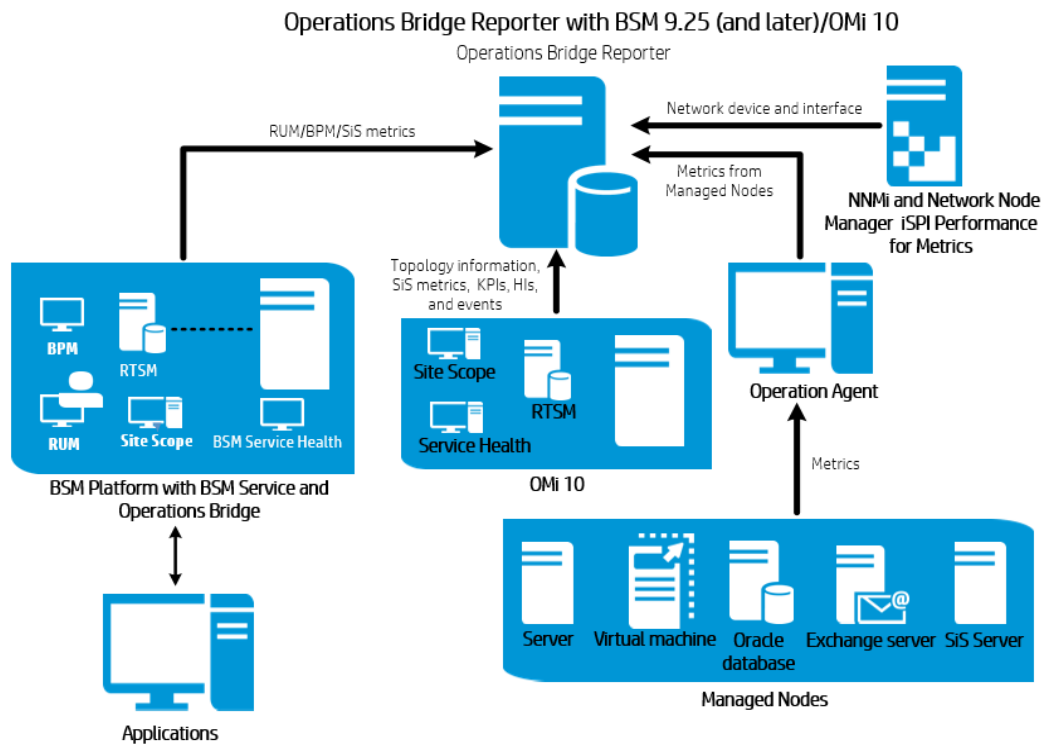 Operations Bridge Reporter with BSM 9.25 (and later)/OMi 10
Operations Bridge Reporter
Network device and interface
RUM/BPM/SiS metrics
Metrics from
Managed Nodes
NNMi and Network Node
Manager iSPI Performance
for Metrics
Topology information,
SiS metrics, KPIs, HIs,
and events
BPM
RTSM
RUM
Site Scope
BSM Service Health
BSM Platform with BSM Service and
Operations Bridge
Site Scope
RTSM
Service Health
OMi 10
Operation Agent
Metrics
Server
Virtual machine
Oracle
database
@
Exchange server
SiS Server
Managed Nodes
Applications